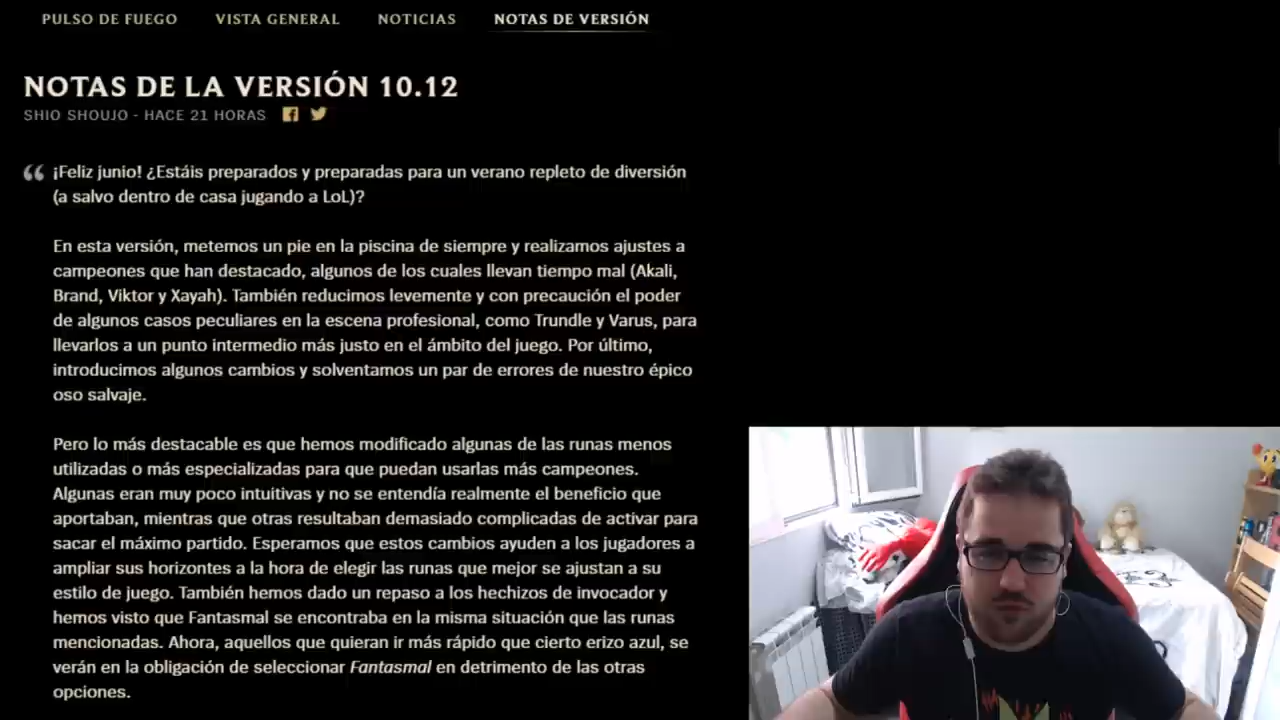 PULSO DE FUEGO VISTA GENERAL NOTICIAS NOTAS DE VERSIÓN
NOTAS DE LA VERSIÓN 10.12
SHIO SHOUJO - HACE 21 HORAS
“ ¡Feliz junio! ¿Estáis preparados y preparadas para un verano repleto de diversión
(a salvo dentro de casa jugando a LoL)?
En esta versión, metemos un pie en la piscina de siempre y realizamos ajustes a
campeones que han destacado, algunos de los cuales llevan tiempo mal (Akali,
Brand, Viktor y Xayah). También reducimos levemente y con precaución el poder
de algunos casos peculiares en la escena profesional, como Trundle y Varus, para
llevarlos a un punto intermedio más justo en el ámbito del juego. Por último,
introducimos algunos cambios y solventamos un par de errores de nuestro épico
oso salvaje.
Pero lo más destacable es que hemos modificado algunas de las runas menos
utilizadas o más especializadas para que puedan usarlas más campeones.
Algunas eran muy poco intuitivas y no se entendía realmente el beneficio que
aportaban, mientras que otras resultaban demasiado complicadas de activar para
sacar el máximo partido. Esperamos que estos cambios ayuden a los jugadores a
ampliar sus horizontes a la hora de elegir las runas que mejor se ajustan a su
estilo de juego. También hemos dado un repaso a los hechizos de invocador y
hemos visto que Fantasmal se encontraba en la misma situación que las runas
mencionadas. Ahora, aquellos que quieran ir más rápido que cierto erizo azul, se
verán en la obligación de seleccionar Fantasmal en detrimento de las otras
opciones.